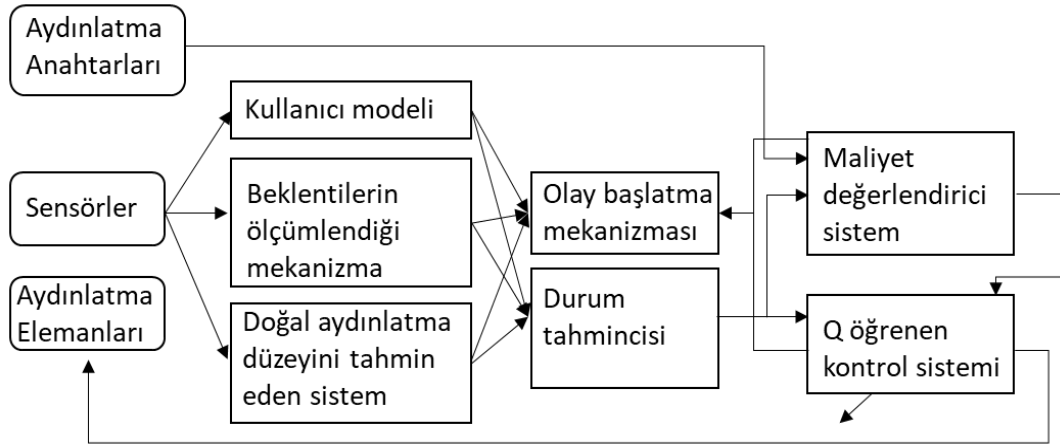 Aydınlatma
Anahtarları
Sensörler
Aydınlatma
Elemanları
Kullanıcı modeli
Beklentilerin
ölçümlendiği
mekanizma
Doğal aydınlatma
düzeyini tahmin
eden sistem
Olay başlatma
mekanizması
Durum
tahmincisi
Maliyet
değerlendirici
sistem
Q öğrenen
kontrol sistemi